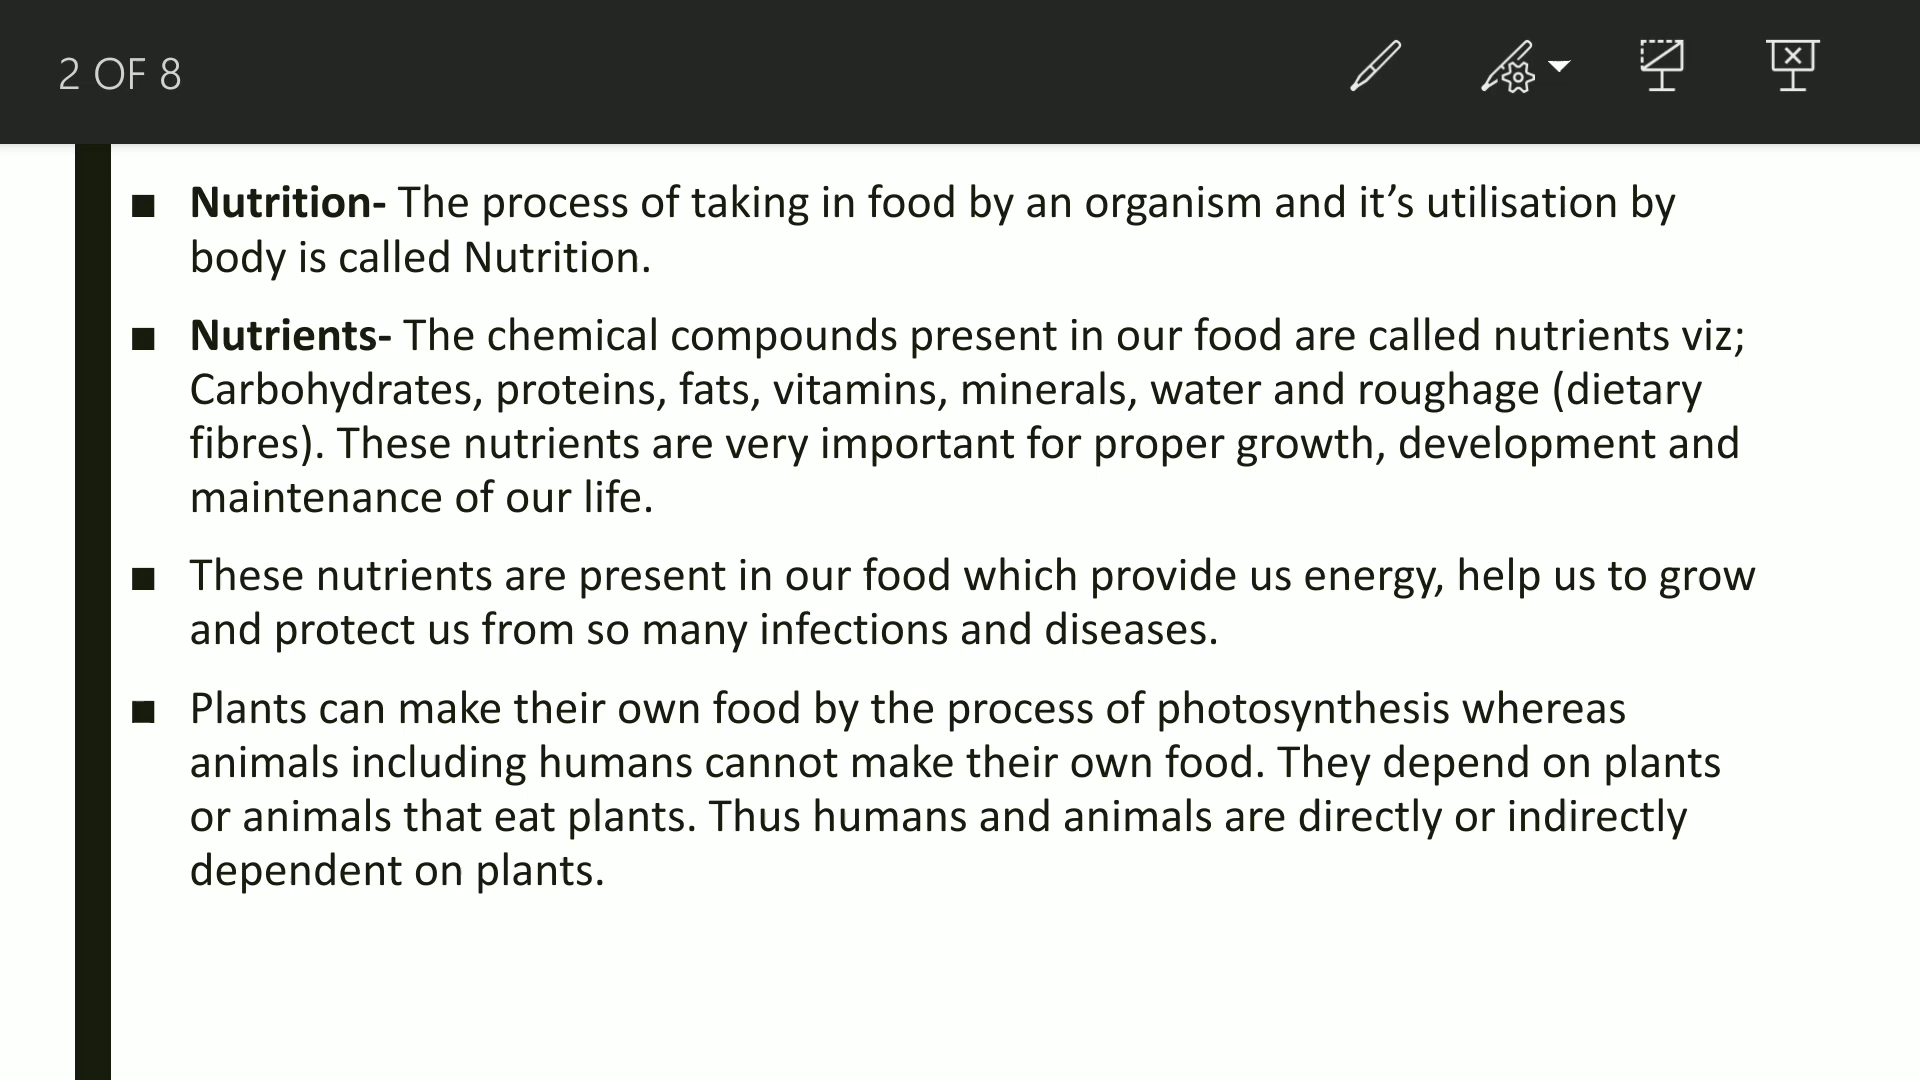 2 OF 8
■ Nutrition- The process of taking in food by an organism and it’s utilisation by
body is called Nutrition.
■ Nutrients- The chemical compounds present in our food are called nutrients viz;
Carbohydrates, proteins, fats, vitamins, minerals, water and roughage (dietary
fibres). These nutrients are very important for proper growth, development and
maintenance of our life.
■ These nutrients are present in our food which provide us energy, help us to grow
and protect us from so many infections and diseases.
■ Plants can make their own food by the process of photosynthesis whereas
animals including humans cannot make their own food. They depend on plants
or animals that eat plants. Thus humans and animals are directly or indirectly
dependent on plants.